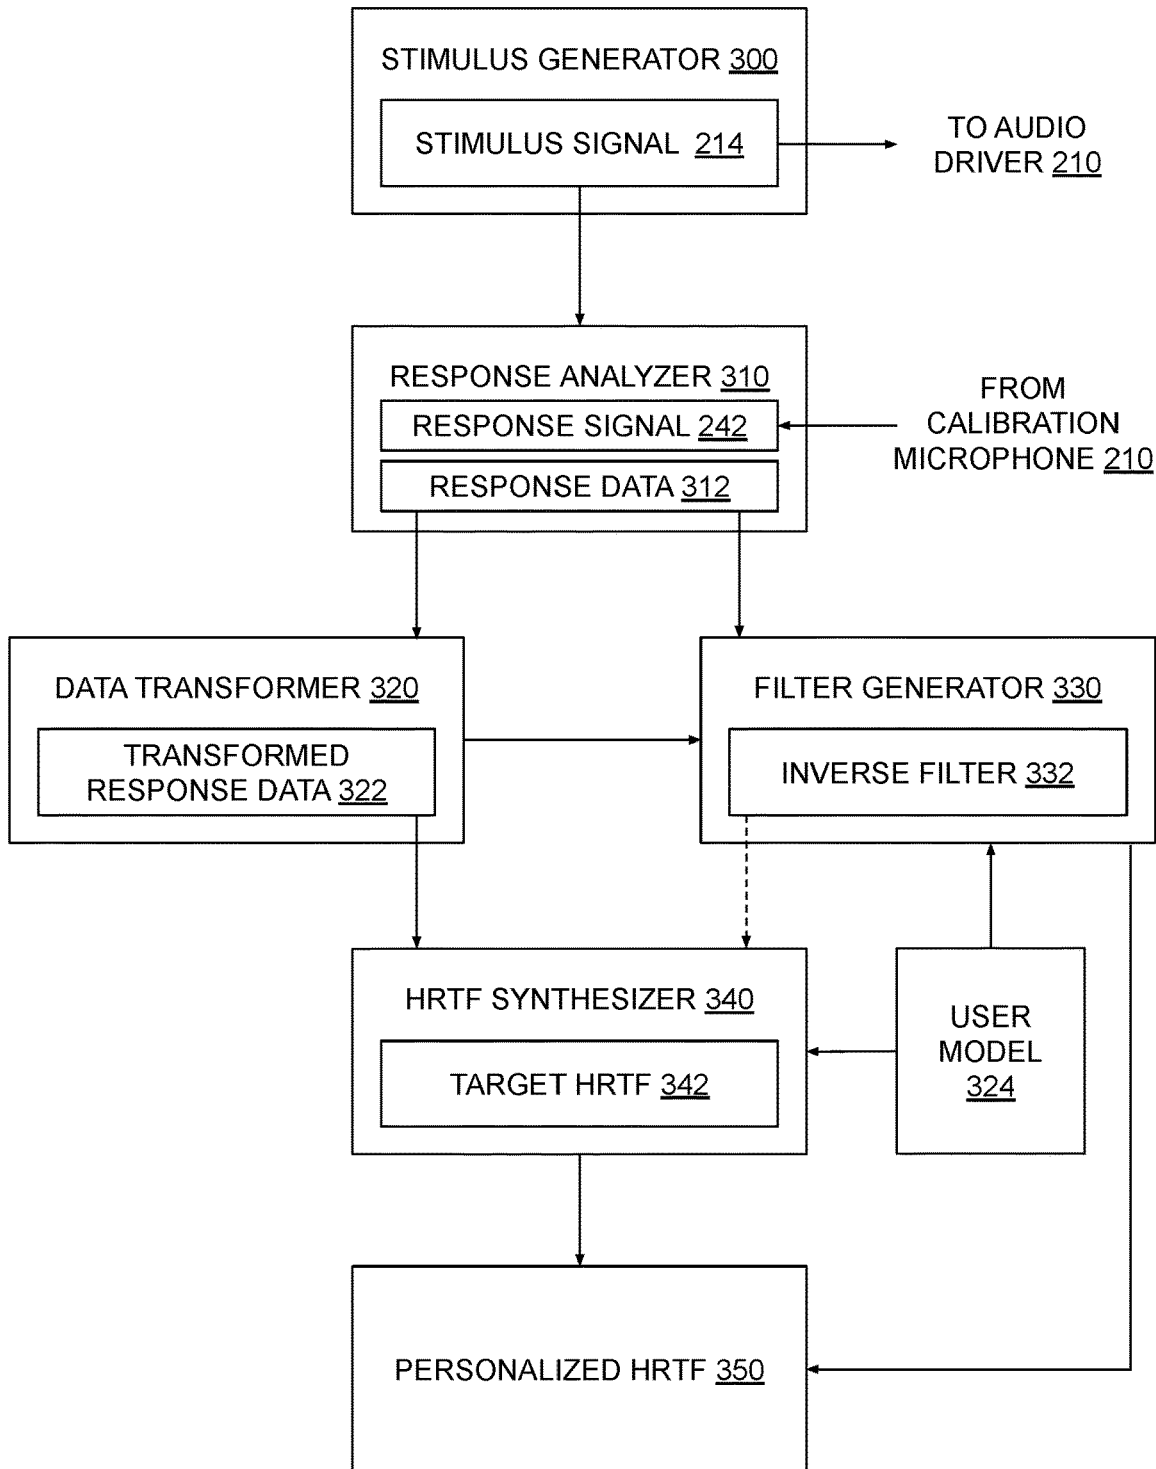 STIMULUS GENERATOR 300
STIMULUS SIGNAL 214
TO AUDIO
DRIVER 210
RESPONSE ANALYZER 310
RESPONSE SIGNAL 242
FROM
CALIBRATION
MICROPHONE 210
RESPONSE DATA 312
DATA TRANSFORMER 320
TRANSFORMED
RESPONSE DATA 322
FILTER GENERATOR 330
INVERSE FILTER 332
HRTF SYNTHESIZER 340
TARGET HRTF 342
USER
MODEL
324
PERSONALIZED HRTF 350